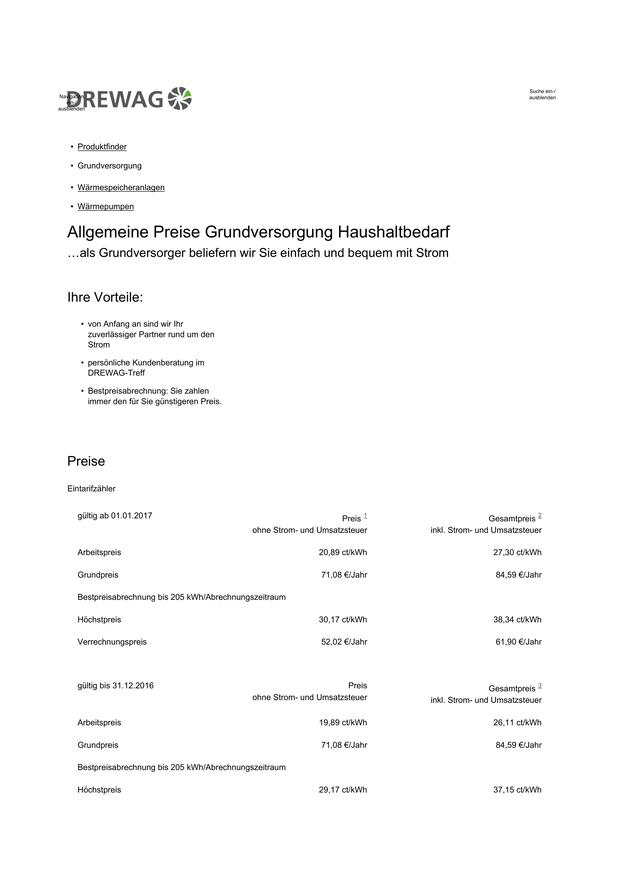 Navigation
DREWAG
ausblenden
Suche ein-/
ausblenden
• Produktfinder
• Grundversorgung
• Wärmespeicheranlagen
• Wärmepumpen
Allgemeine Preise Grundversorgung Haushaltbedarf
…als Grundversorger beliefern wir Sie einfach und bequem mit Strom
Ihre Vorteile:
• von Anfang an sind wir Ihr
zuverlässiger Partner rund um den
Strom
• persönliche Kundenberatung im
DREWAG-Treff
• Bestpreisabrechnung: Sie zahlen
immer den für Sie günstigeren Preis.
Preise
Eintarifzähler
gültig ab 01.01.2017 Preis 1 Gesamtpreis 2
ohne Strom- und Umsatzsteuer inkl. Strom- und Umsatzsteuer
Arbeitspreis 20,89 ct/kWh 27,30 ct/kWh
Grundpreis 71,08 €/Jahr 84,59 €/Jahr
Bestpreisabrechnung bis 205 kWh/Abrechnungszeitraum
Höchstpreis 30,17 ct/kWh 38,34 ct/kWh
Verrechnungspreis 52,02 €/Jahr 61,90 €/Jahr
gültig bis 31.12.2016 Preis Gesamtpreis 3
ohne Strom- und Umsatzsteuer inkl. Strom- und Umsatzsteuer
Arbeitspreis 19,89 ct/kWh 26,11 ct/kWh
Grundpreis 71,08 €/Jahr 84,59 €/Jahr
Bestpreisabrechnung bis 205 kWh/Abrechnungszeitraum
Höchstpreis 29,17 ct/kWh 37,15 ct/kWh